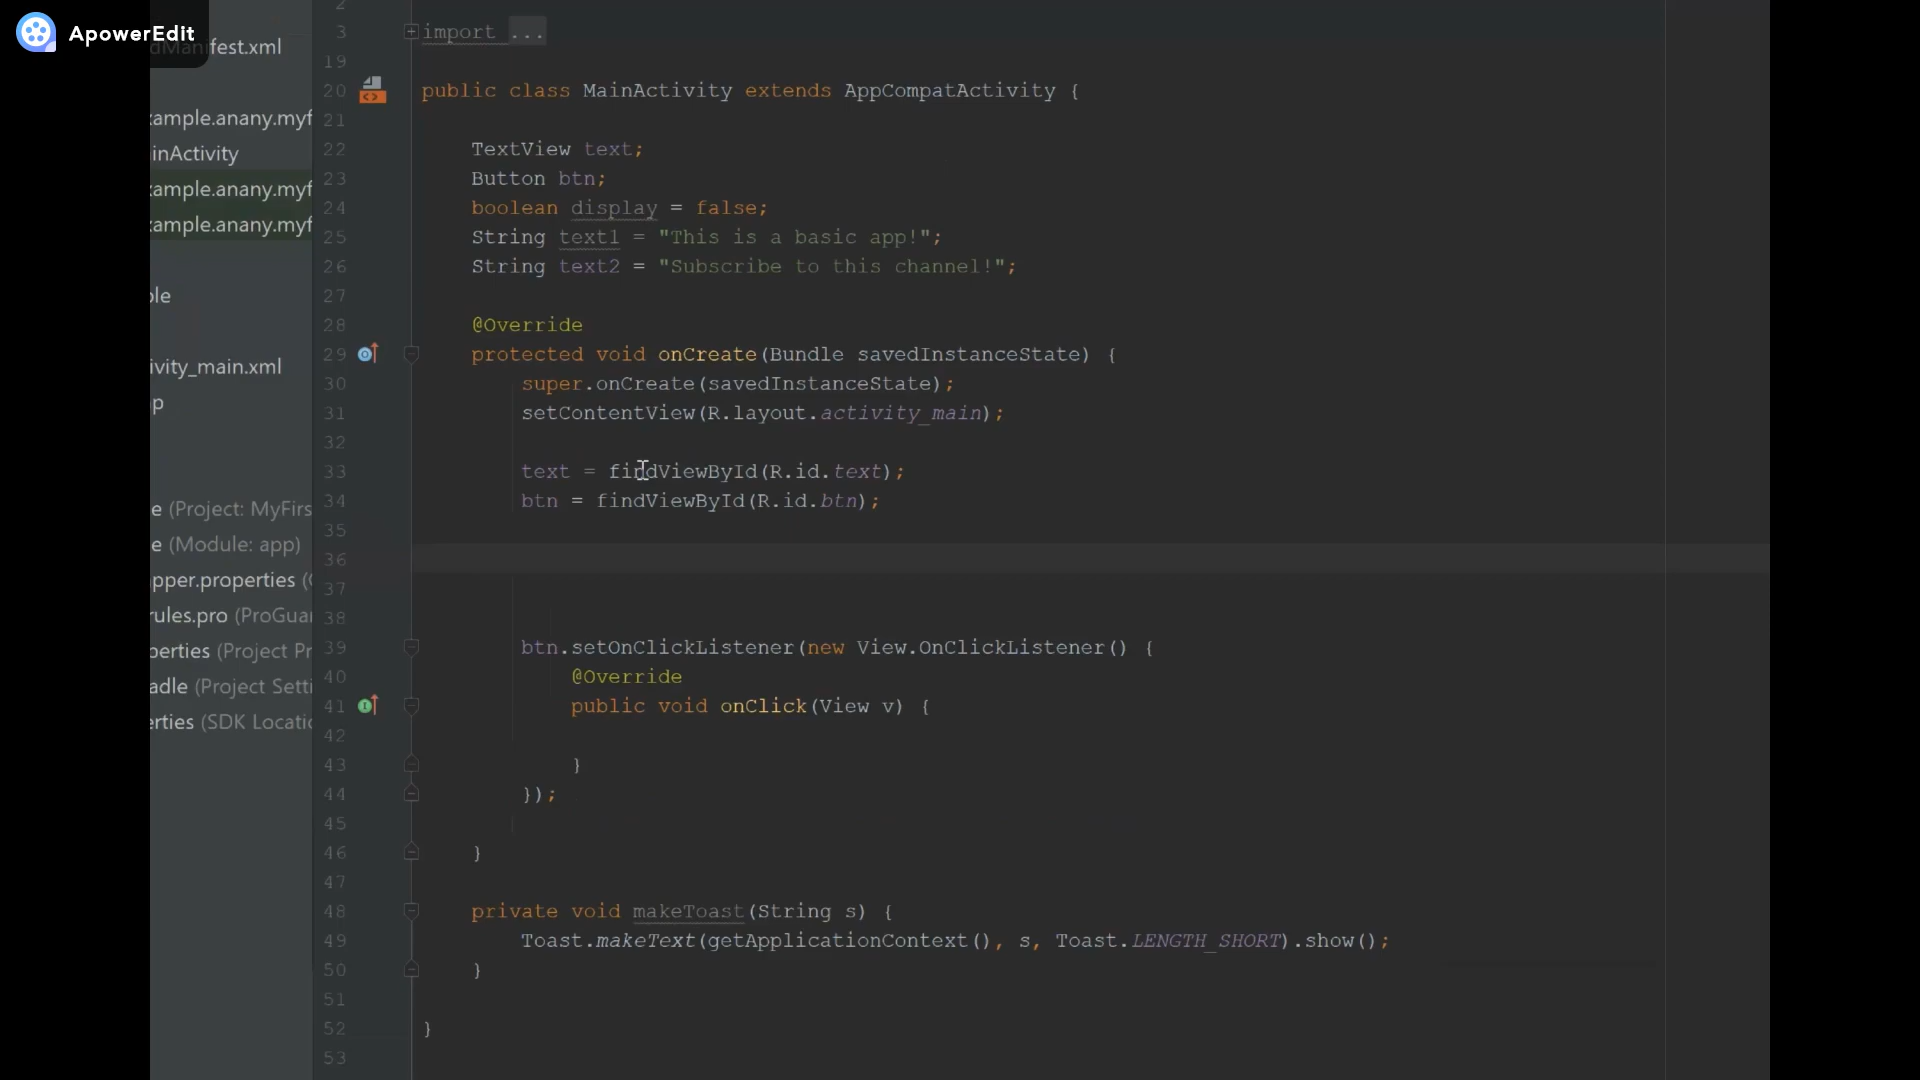 ApowerEdit
dManifest.xml
ample.anany.myf
inActivity
ample.anany.myf
ample.anany.myf
ole
ivity_main.xml
p
e (Project: MyFirs
e (Module: app)
pper.properties (
rules.pro (ProGua
perties (Project Pr
adle (Project Setti
erties (SDK Locati
2
3 import ...
19
20 public class MainActivity extends AppCompatActivity {
21
22 TextView text;
23 Button btn;
24 boolean display = false;
25 String text1 = "This is a basic app!";
26 String text2 = "Subscribe to this channel!";
27
28 @Override
29 protected void onCreate(Bundle savedInstanceState) {
30 super.onCreate(savedInstanceState);
31 setContentView(R.layout.activity_main);
32
33 text = findViewById(R.id.text);
34 btn = findViewById(R.id.btn);
35
36
37
38
39 btn.setOnClickListener(new View.OnClickListener() {
40 @Override
41 public void onClick(View v) {
42
43 }
44 });
45
46 }
47
48 private void makeToast(String s) {
49 Toast.makeText(getApplicationContext(), s, Toast.LENGTH_SHORT).show();
50 }
51
52 }
53